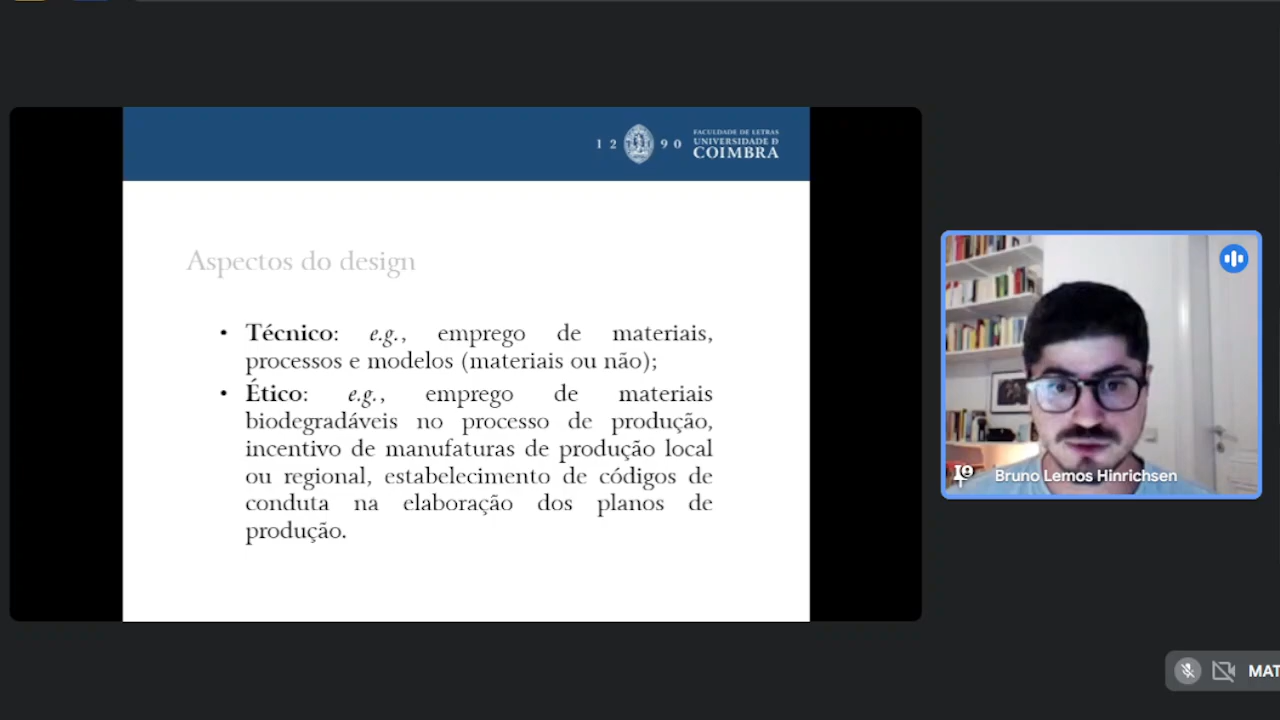 1 2 9 0
FACULDADE DE LETRAS
UNIVERSIDADE D
COIMBRA
Aspectos do design
• Técnico: e.g., emprego de materiais,
processos e modelos (materiais ou não);
• Ético: e.g., emprego de materiais
biodegradáveis no processo de produção,
incentivo de manufaturas de produção local
ou regional, estabelecimento de códigos de
conduta na elaboração dos planos de
produção.
Bruno Lemos Hinrichsen
MAT